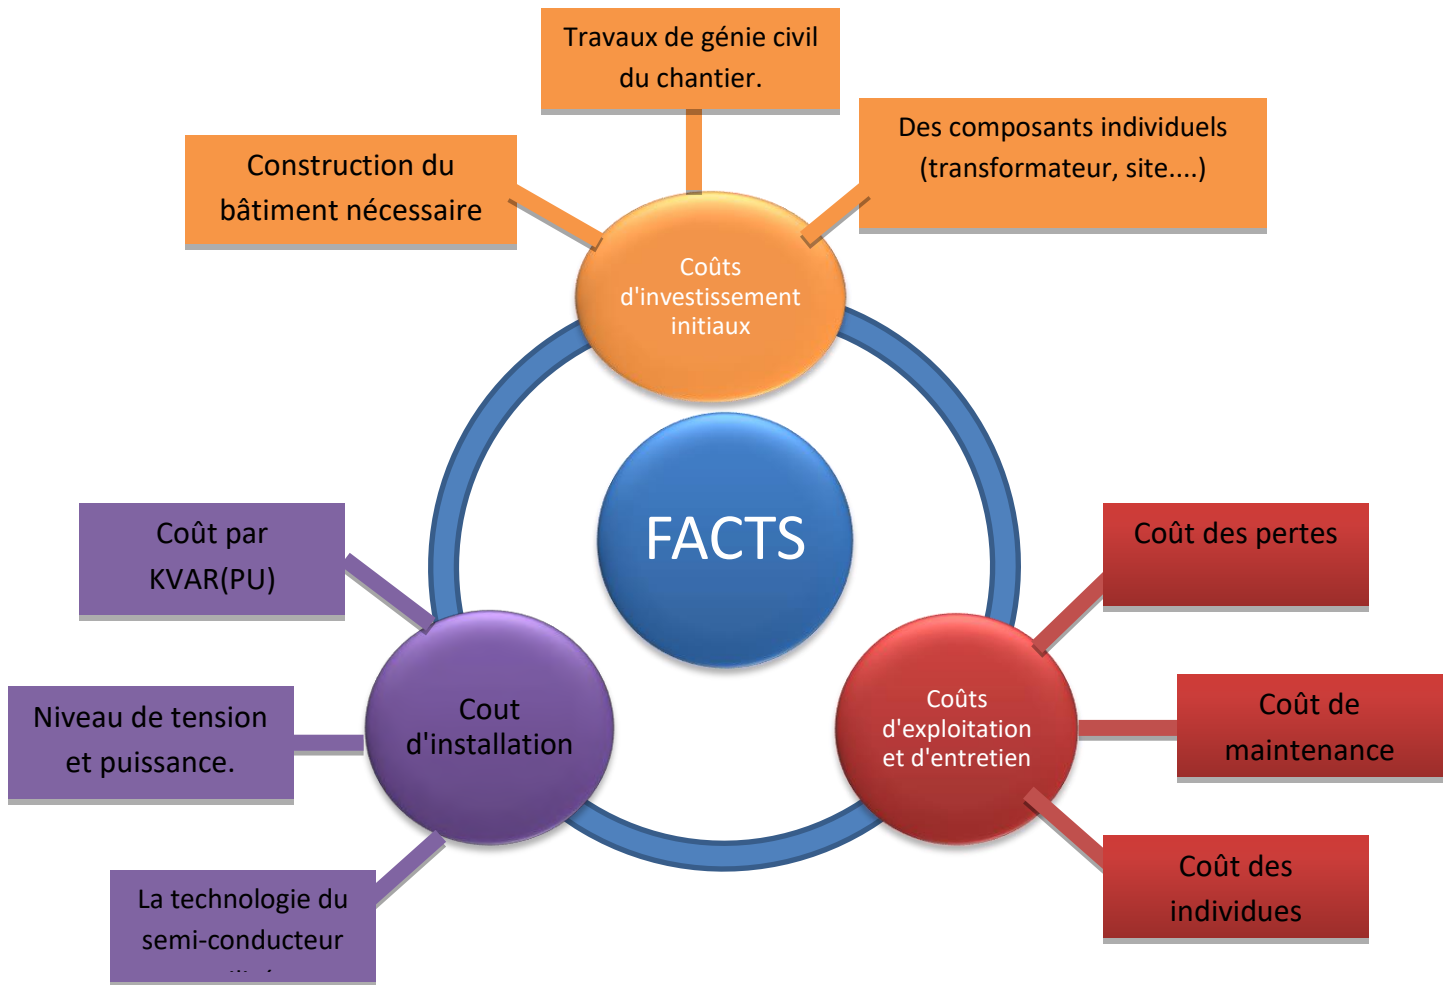 Travaux de génie civil
du chantier.
Des composants individuels
(transformateur, site....)
Construction du
bâtiment nécessaire
Coûts
d'investissement
initiaux
FACTS
Coût par
KVAR(PU)
Niveau de tension
et puissance.
La technologie du
semi-conducteur
Cout
d'installation
Coûts
d'exploitation
et d'entretien
Coût des pertes
Coût de
maintenance
Coût des
individues